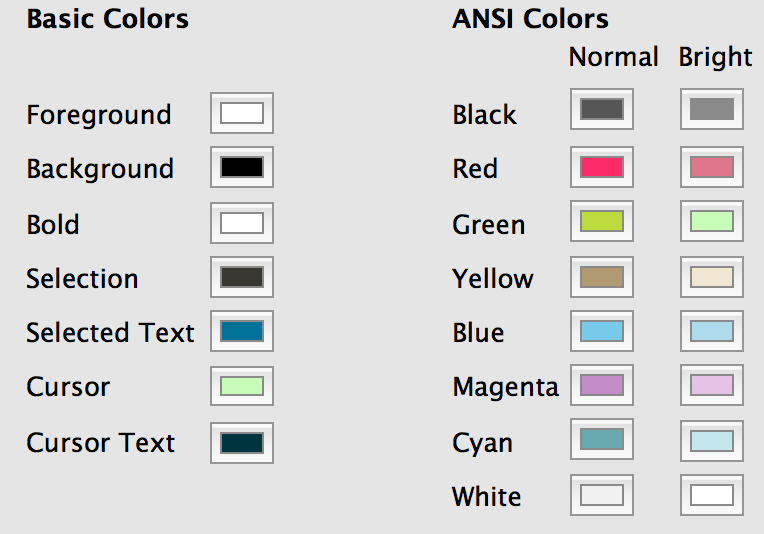 Basic Colors
Foreground
Background
Bold
Selection
Selected Text
Cursor
Cursor Text
ANSI Colors
Normal Bright
Black
Red
Green
Yellow
Blue
Magenta
Cyan
White